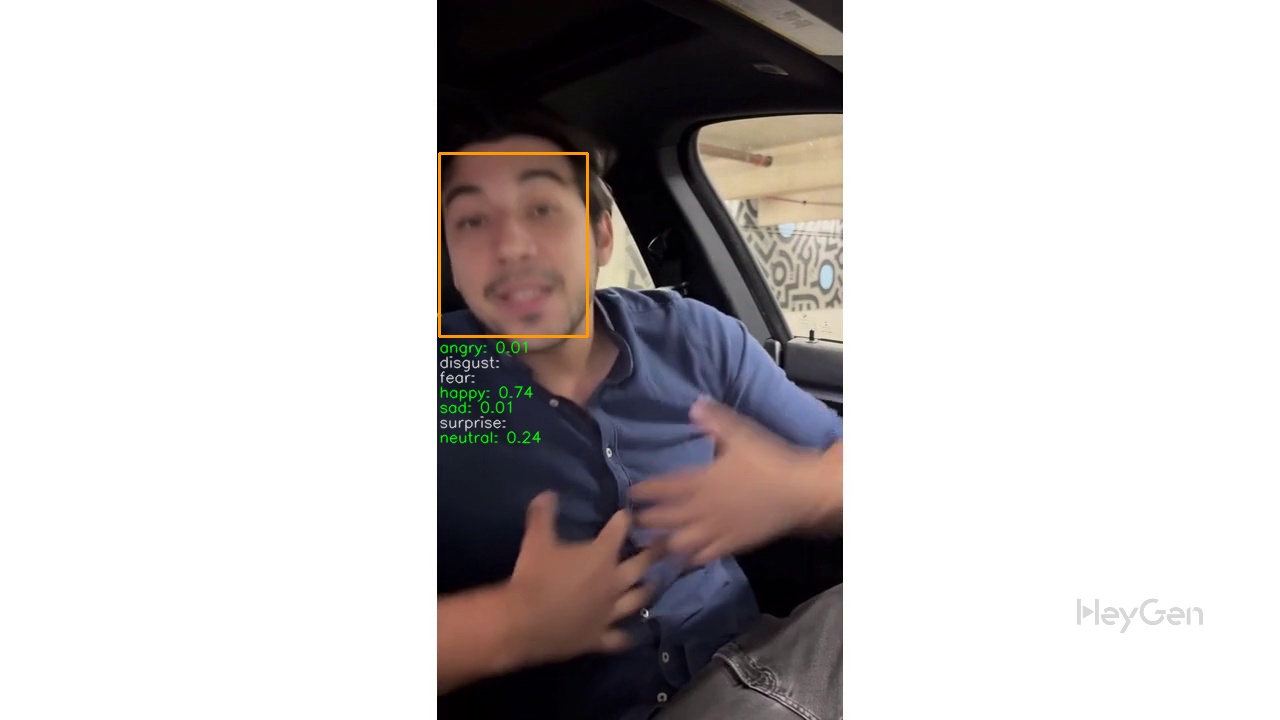 angry: 0.01
disgust:
fear:
happy: 0.74
sad: 0.01
surprise:
neutral: 0.24
HeyGen